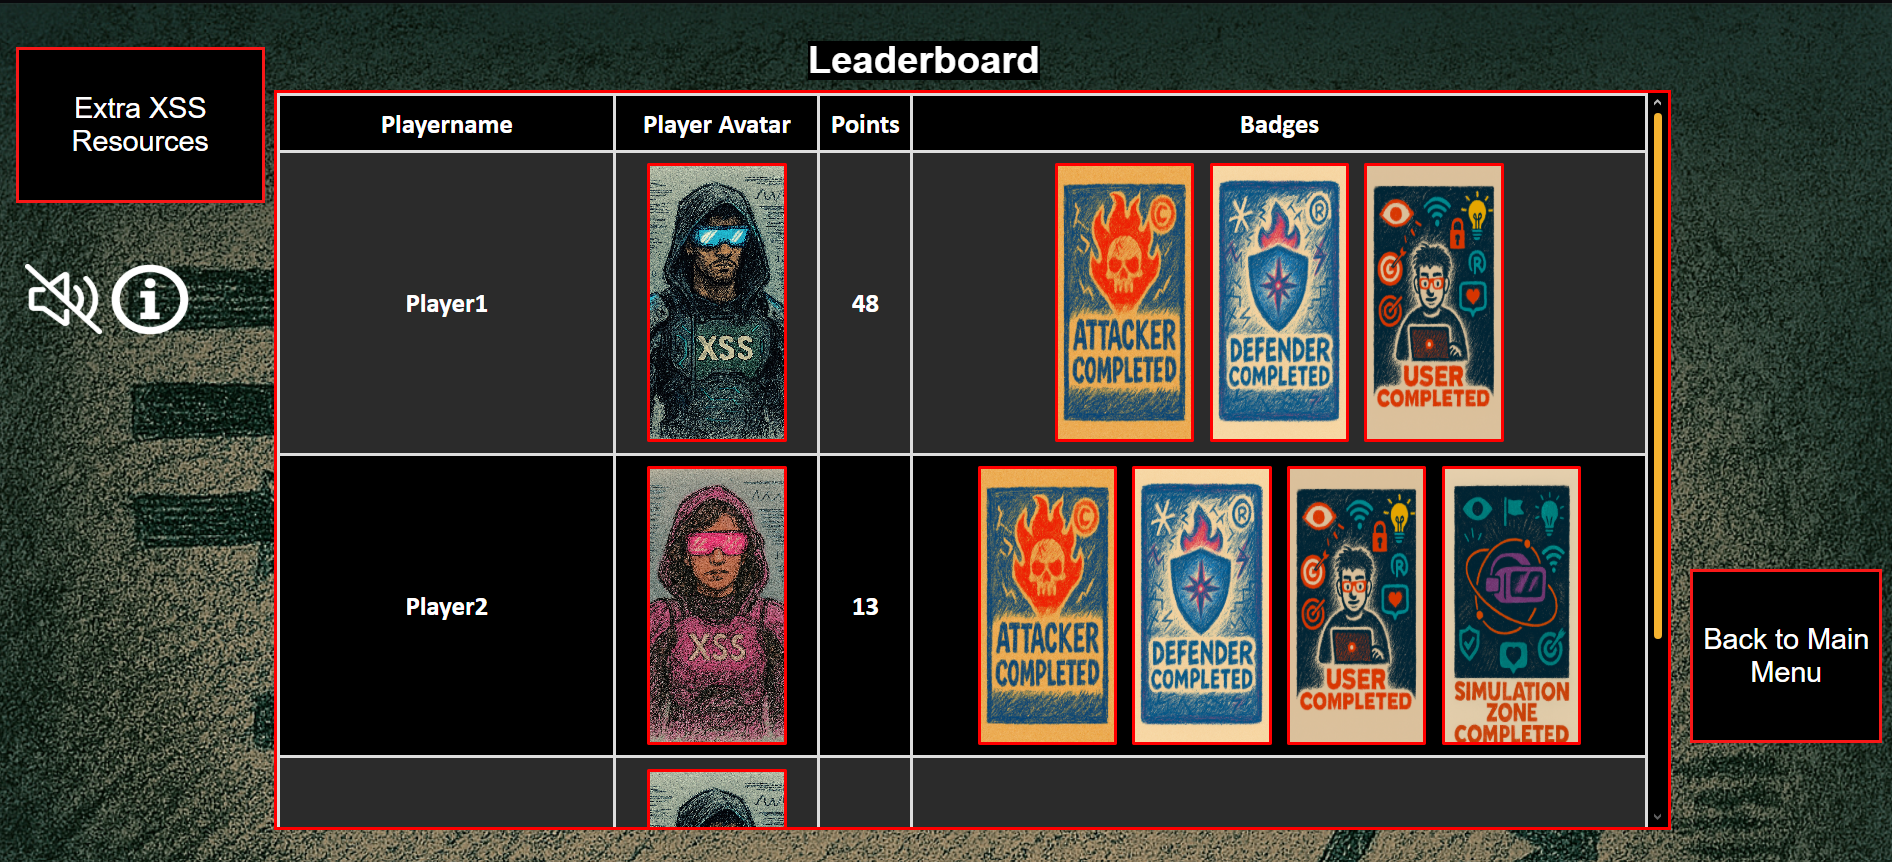 Leaderboard
Extra XSS
Resources
Playername
Player Avatar
Points
Badges
Player1
XSS
48
ATTACKER
COMPLETED
DEFENDER
COMPLETED
USER
COMPLETED
Player2
XSS
13
ATTACKER
COMPLETED
DEFENDER
COMPLETED
USER
COMPLETED
SIMULATION
ZONE
COMPLETED
Back to Main
Menu